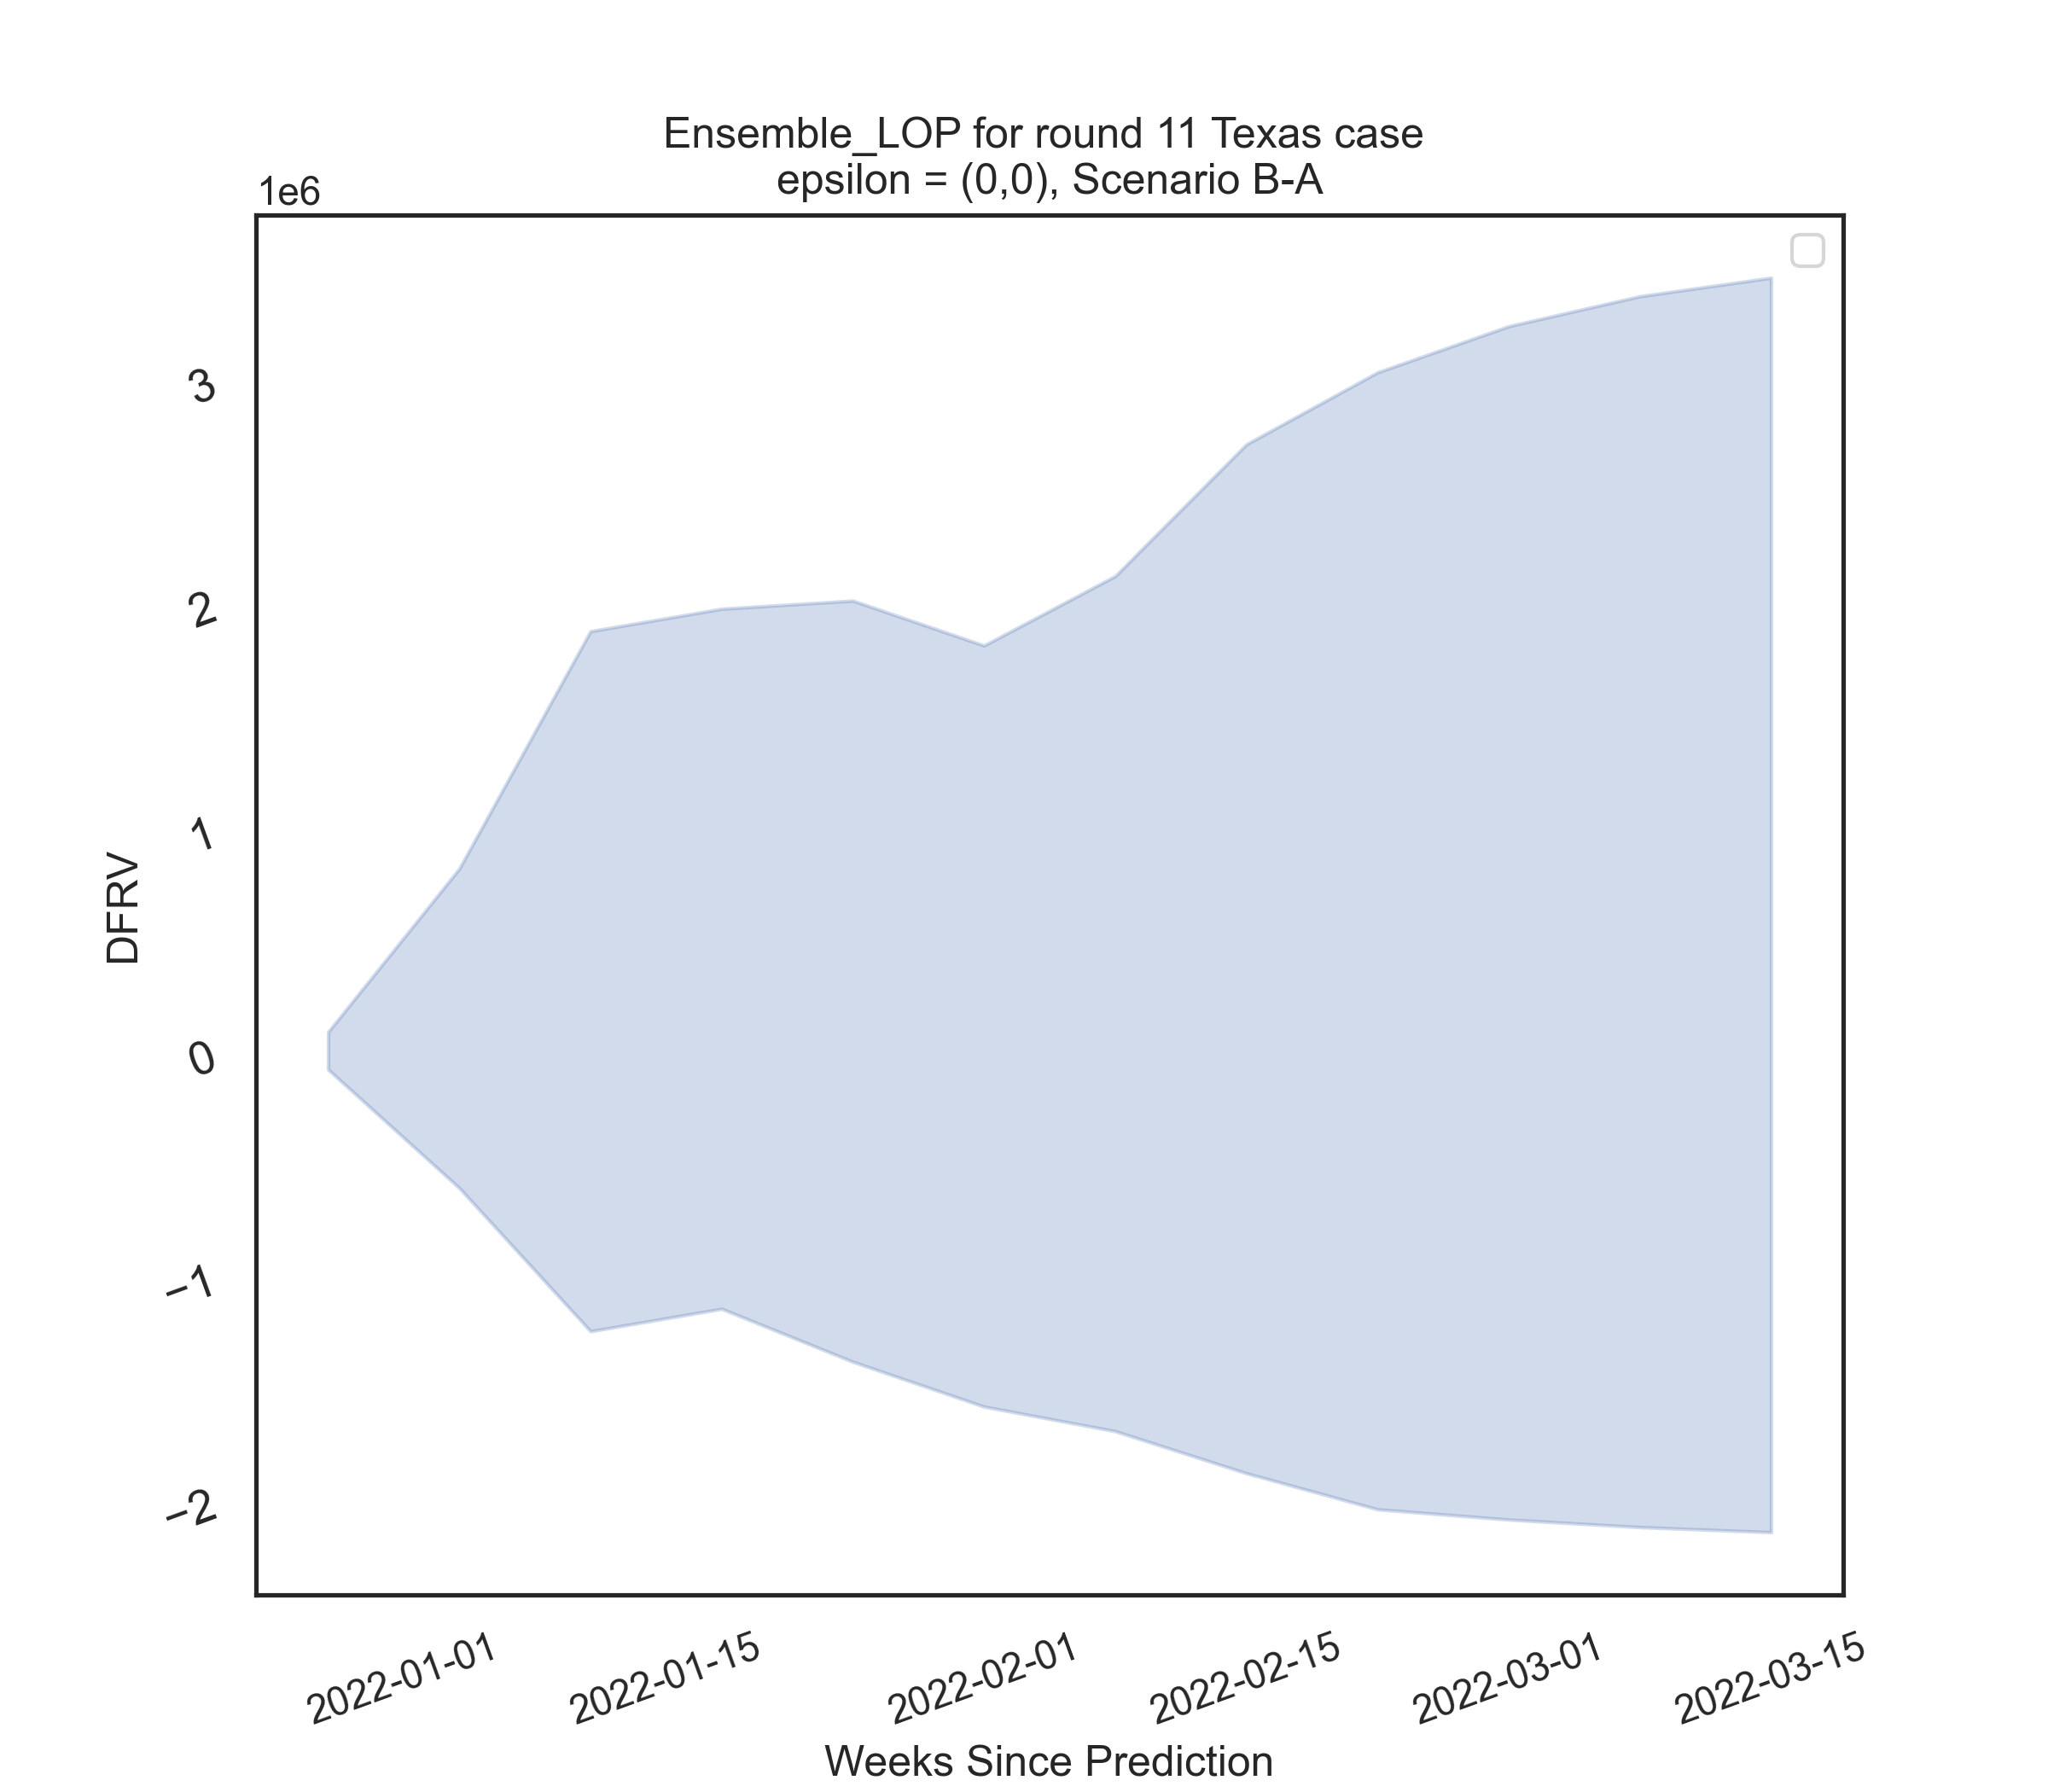 Ensemble_LOP for round 11 Texas case
epsilon = (0,0), Scenario B-A
1e6
3
2
1
0
−1
−2
DFRV
2022-01-01
2022-01-15
2022-02-01
2022-02-15
2022-03-01
2022-03-15
Weeks Since Prediction